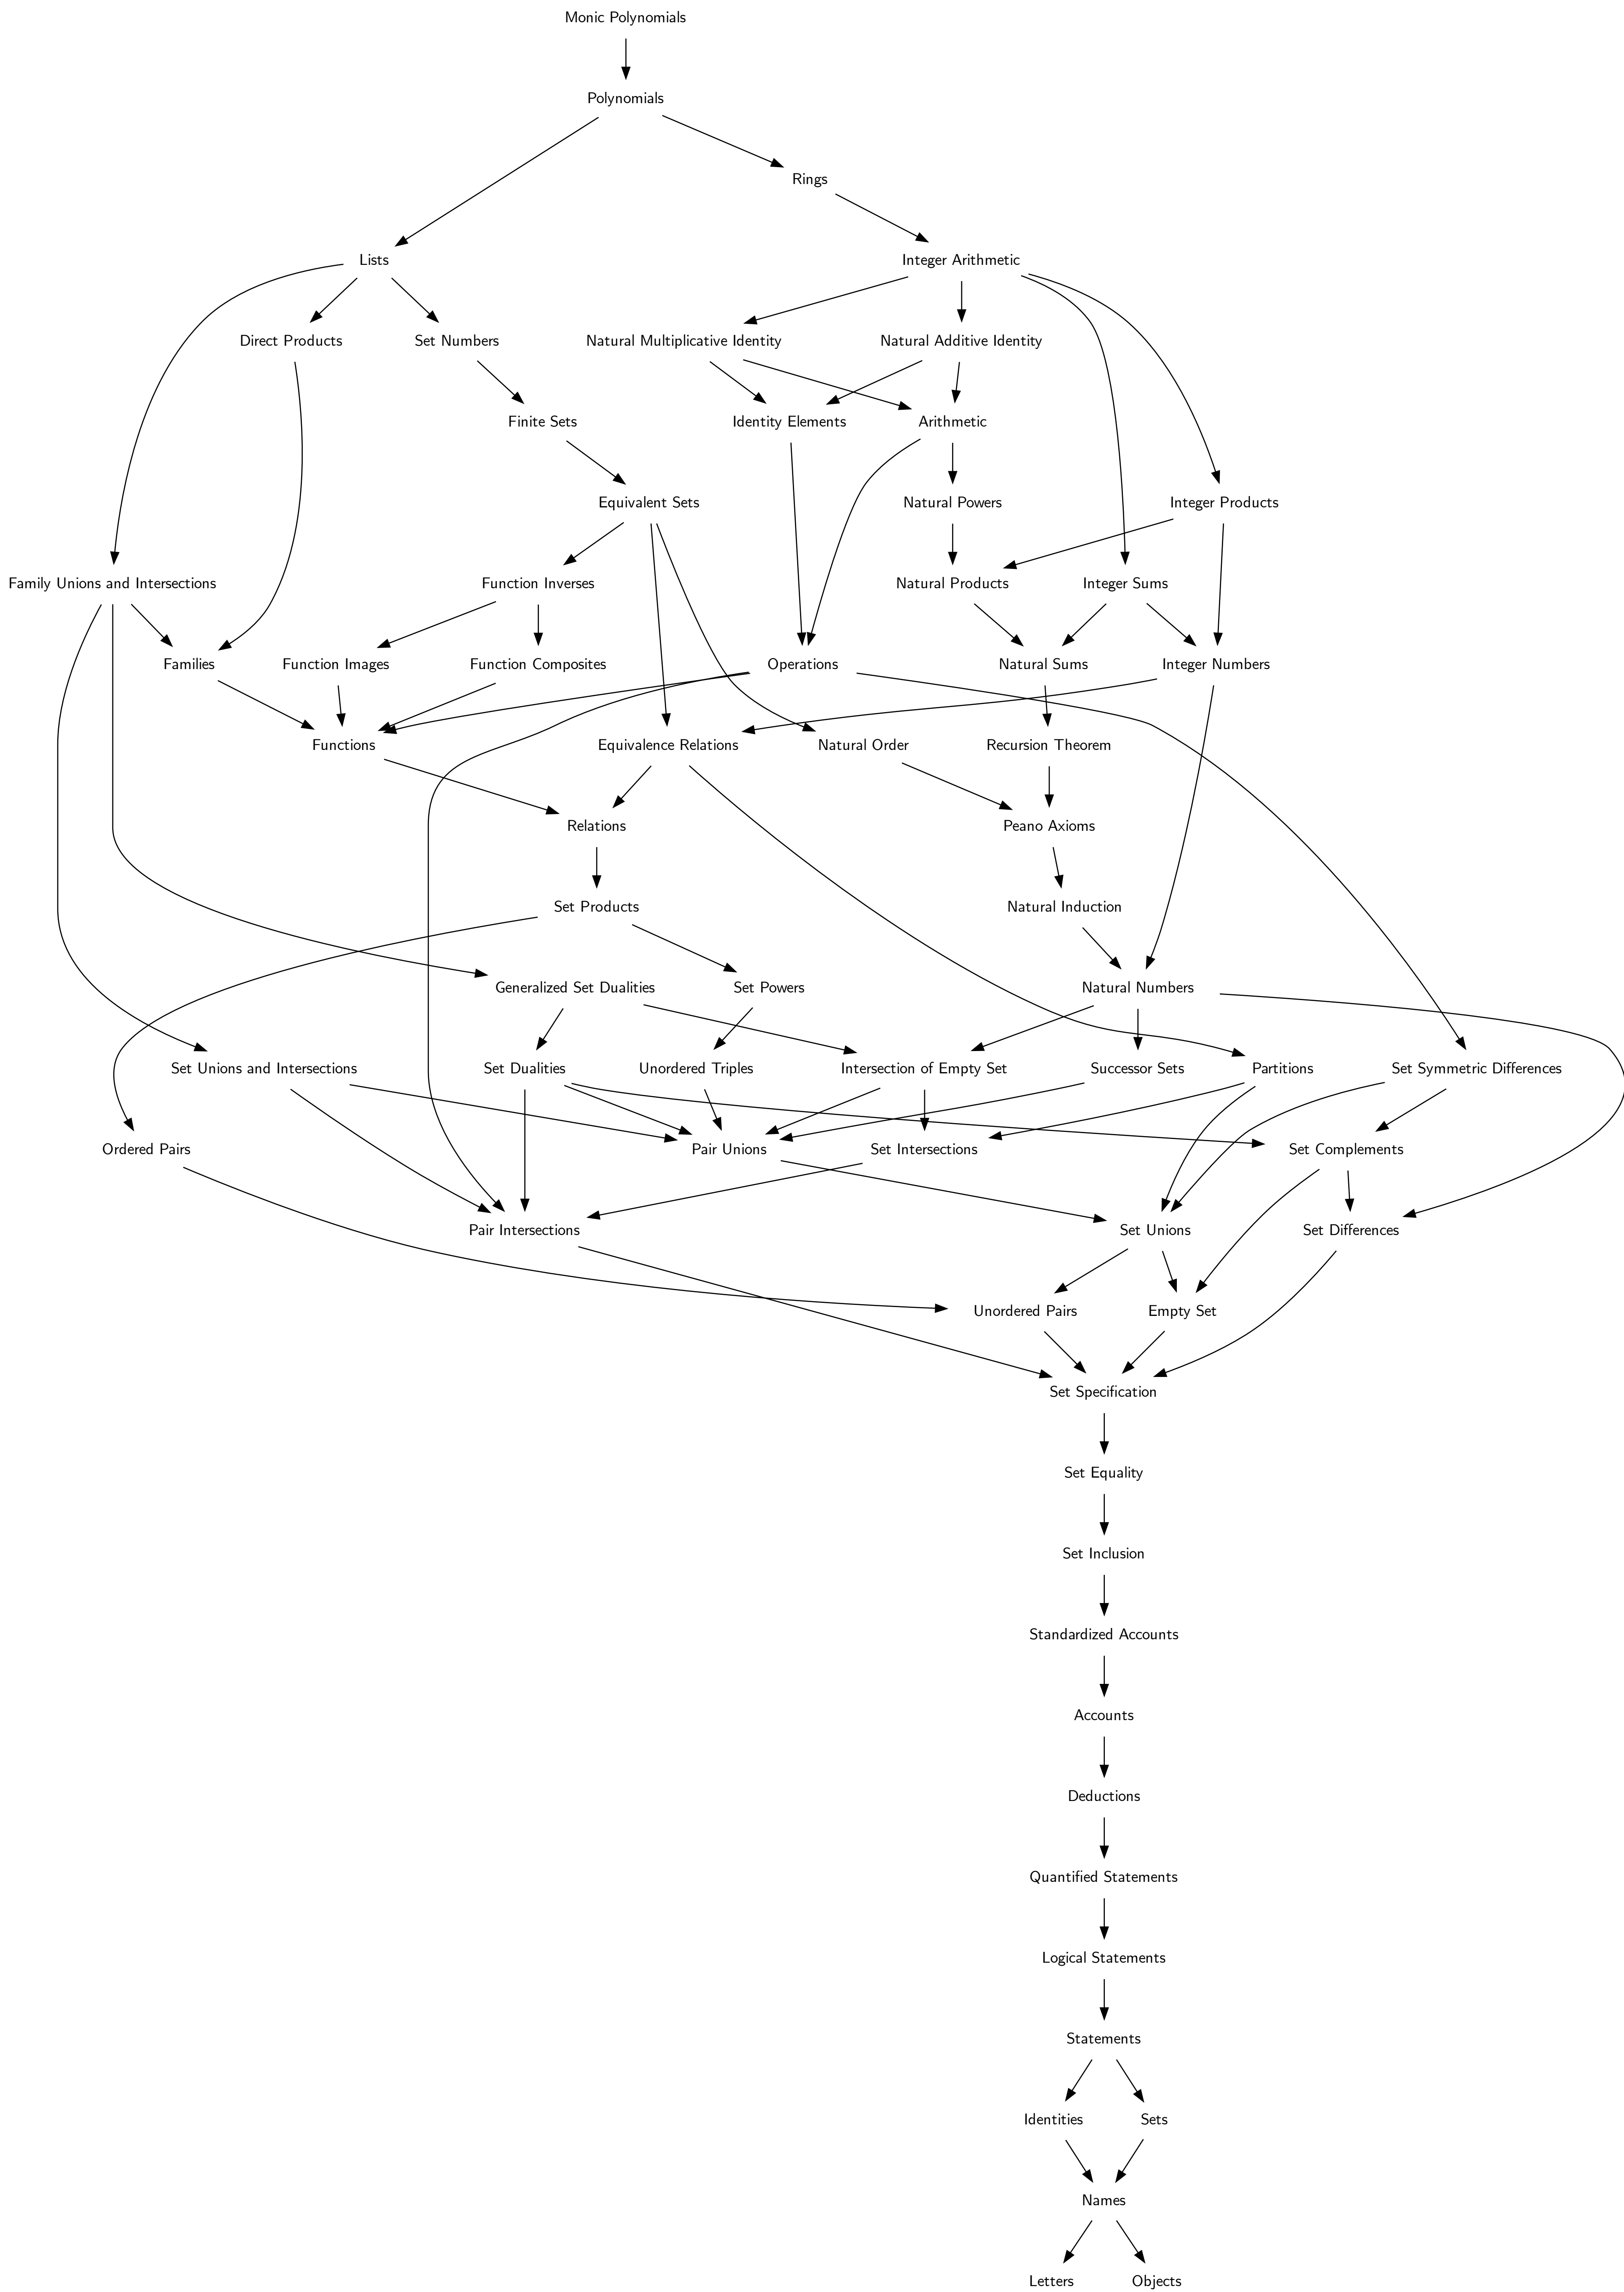 Monic Polynomials
Polynomials
Rings
Lists
Integer Arithmetic
Direct Products
Set Numbers
Natural Multiplicative Identity
Natural Additive Identity
Finite Sets
Identity Elements
Arithmetic
Equivalent Sets
Natural Powers
Integer Products
Family Unions and Intersections
Function Inverses
Natural Products
Integer Sums
Families
Function Images
Function Composites
Operations
Natural Sums
Integer Numbers
Functions
Equivalence Relations
Natural Order
Recursion Theorem
Relations
Peano Axioms
Set Products
Natural Induction
Generalized Set Dualities
Set Powers
Natural Numbers
Set Unions and Intersections
Set Dualities
Unordered Triples
Intersection of Empty Set
Successor Sets
Partitions
Set Symmetric Differences
Ordered Pairs
Pair Unions
Set Intersections
Set Complements
Pair Intersections
Set Unions
Set Differences
Unordered Pairs
Empty Set
Set Specification
Set Equality
Set Inclusion
Standardized Accounts
Accounts
Deductions
Quantified Statements
Logical Statements
Statements
Identities
Sets
Names
Letters
Objects